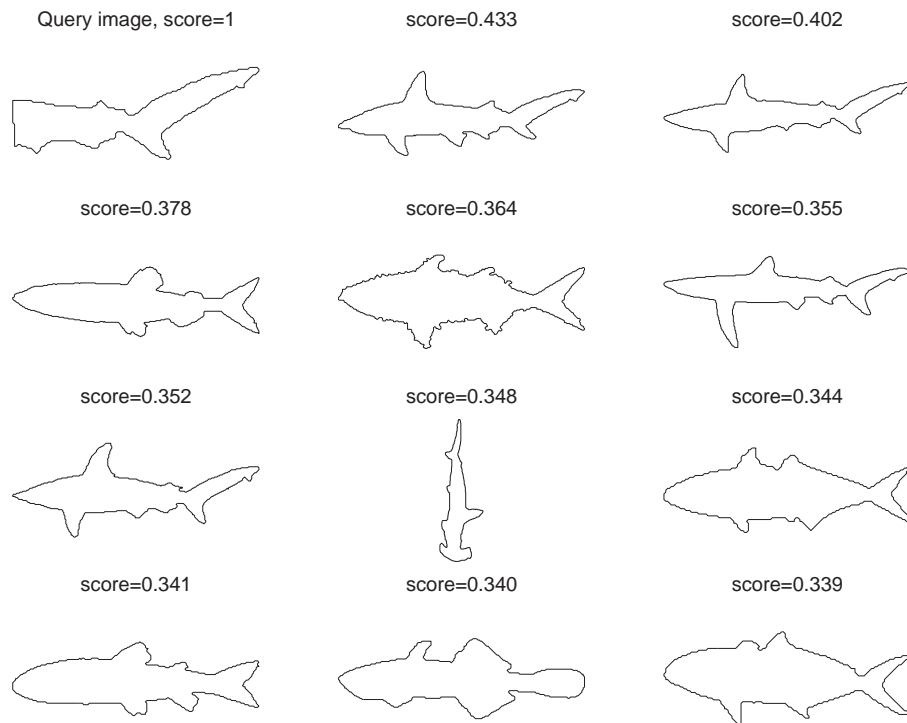 Query image, score=1
score=0.433
score=0.402
score=0.378
score=0.364
score=0.355
score=0.352
score=0.348
score=0.344
score=0.341
score=0.340
score=0.339